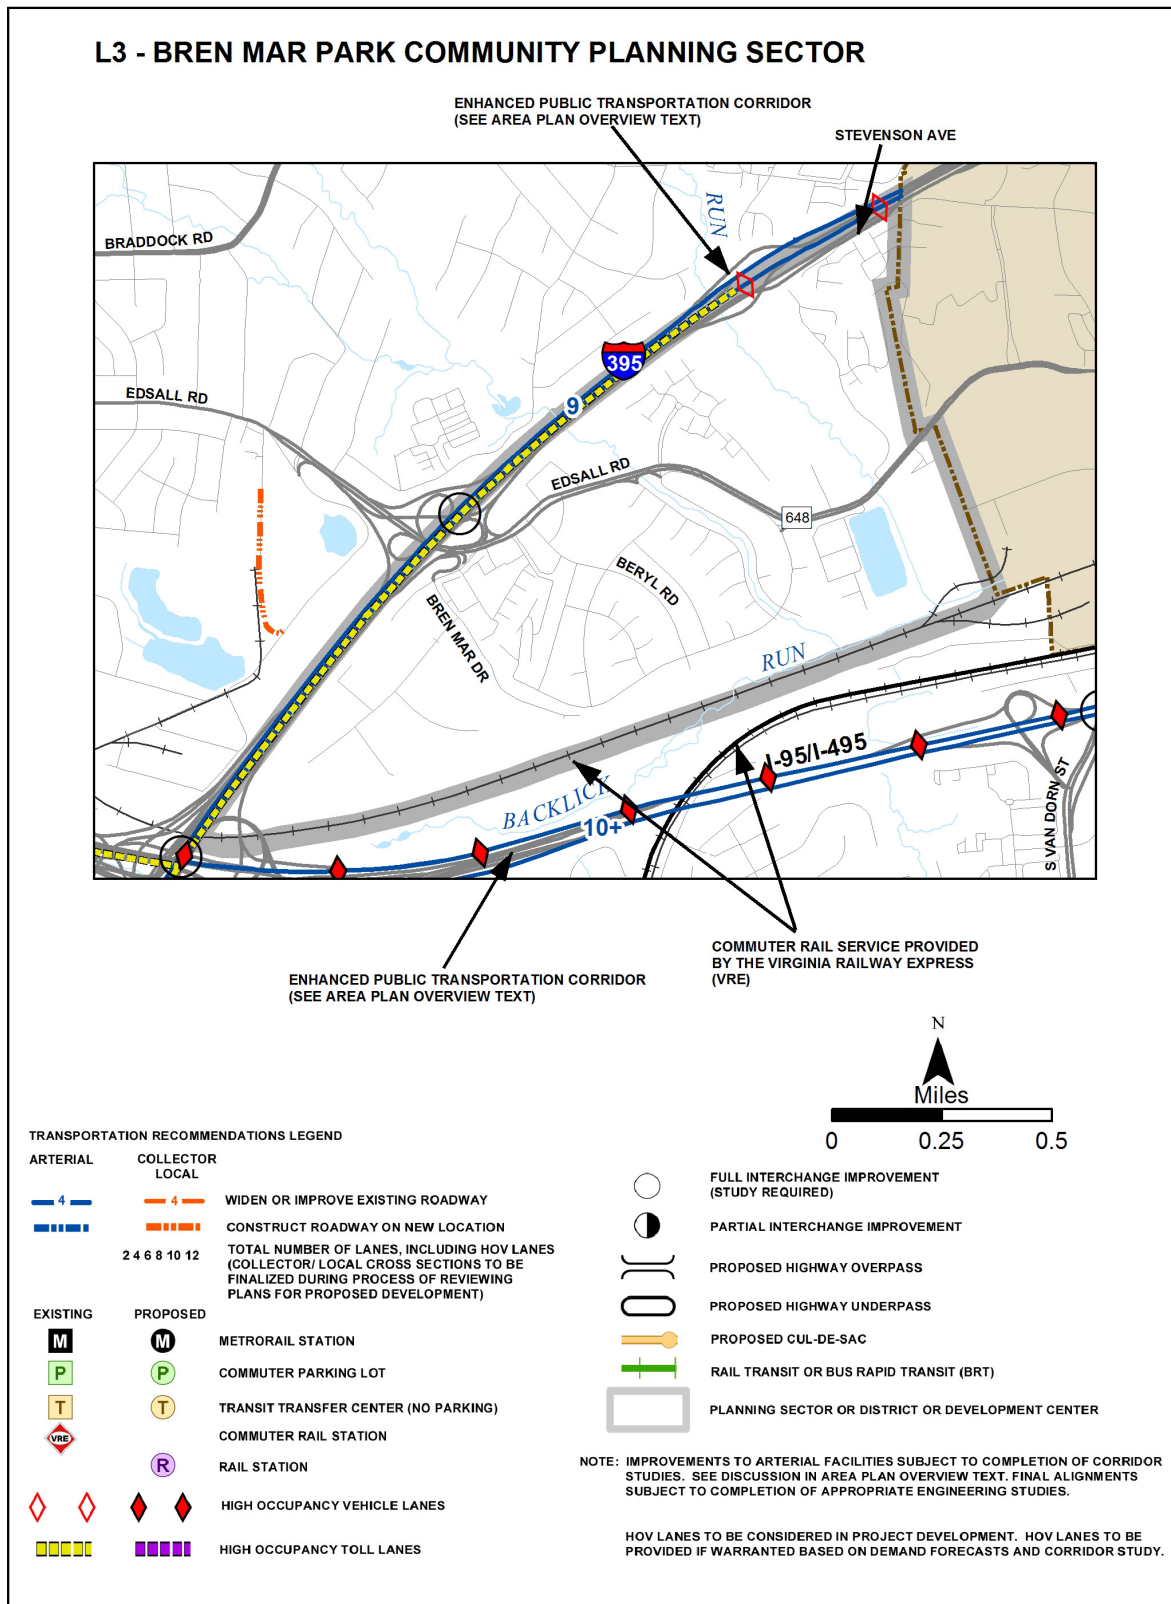 L3 - BREN MAR PARK COMMUNITY PLANNING SECTOR
ENHANCED PUBLIC TRANSPORTATION CORRIDOR
(SEE AREA PLAN OVERVIEW TEXT)
STEVENSON AVE
RUN
BRADDOCK RD
395
EDSALL RD
9
EDSALL RD
648
BERYL RD
BREN MAR DR
RUN
I-95/I-495
BACKLICK
10+
S VAN DORN ST
COMMUTER RAIL SERVICE PROVIDED
BY THE VIRGINIA RAILWAY EXPRESS
(VRE)
ENHANCED PUBLIC TRANSPORTATION CORRIDOR
(SEE AREA PLAN OVERVIEW TEXT)
N
Miles
0 0.25 0.5
TRANSPORTATION RECOMMENDATIONS LEGEND
ARTERIAL COLLECTOR
LOCAL
4 4 WIDEN OR IMPROVE EXISTING ROADWAY
CONSTRUCT ROADWAY ON NEW LOCATION
2 4 6 8 10 12 TOTAL NUMBER OF LANES, INCLUDING HOV LANES
(COLLECTOR/ LOCAL CROSS SECTIONS TO BE
FINALIZED DURING PROCESS OF REVIEWING
PLANS FOR PROPOSED DEVELOPMENT)
EXISTING PROPOSED
M M METRORAIL STATION
P P COMMUTER PARKING LOT
T T TRANSIT TRANSFER CENTER (NO PARKING)
VRE COMMUTER RAIL STATION
R RAIL STATION
HIGH OCCUPANCY VEHICLE LANES
HIGH OCCUPANCY TOLL LANES
FULL INTERCHANGE IMPROVEMENT
(STUDY REQUIRED)
PARTIAL INTERCHANGE IMPROVEMENT
PROPOSED HIGHWAY OVERPASS
PROPOSED HIGHWAY UNDERPASS
PROPOSED CUL-DE-SAC
RAIL TRANSIT OR BUS RAPID TRANSIT (BRT)
PLANNING SECTOR OR DISTRICT OR DEVELOPMENT CENTER
NOTE: IMPROVEMENTS TO ARTERIAL FACILITIES SUBJECT TO COMPLETION OF CORRIDOR
STUDIES. SEE DISCUSSION IN AREA PLAN OVERVIEW TEXT. FINAL ALIGNMENTS
SUBJECT TO COMPLETION OF APPROPRIATE ENGINEERING STUDIES.
HOV LANES TO BE CONSIDERED IN PROJECT DEVELOPMENT. HOV LANES TO BE
PROVIDED IF WARRANTED BASED ON DEMAND FORECASTS AND CORRIDOR STUDY.